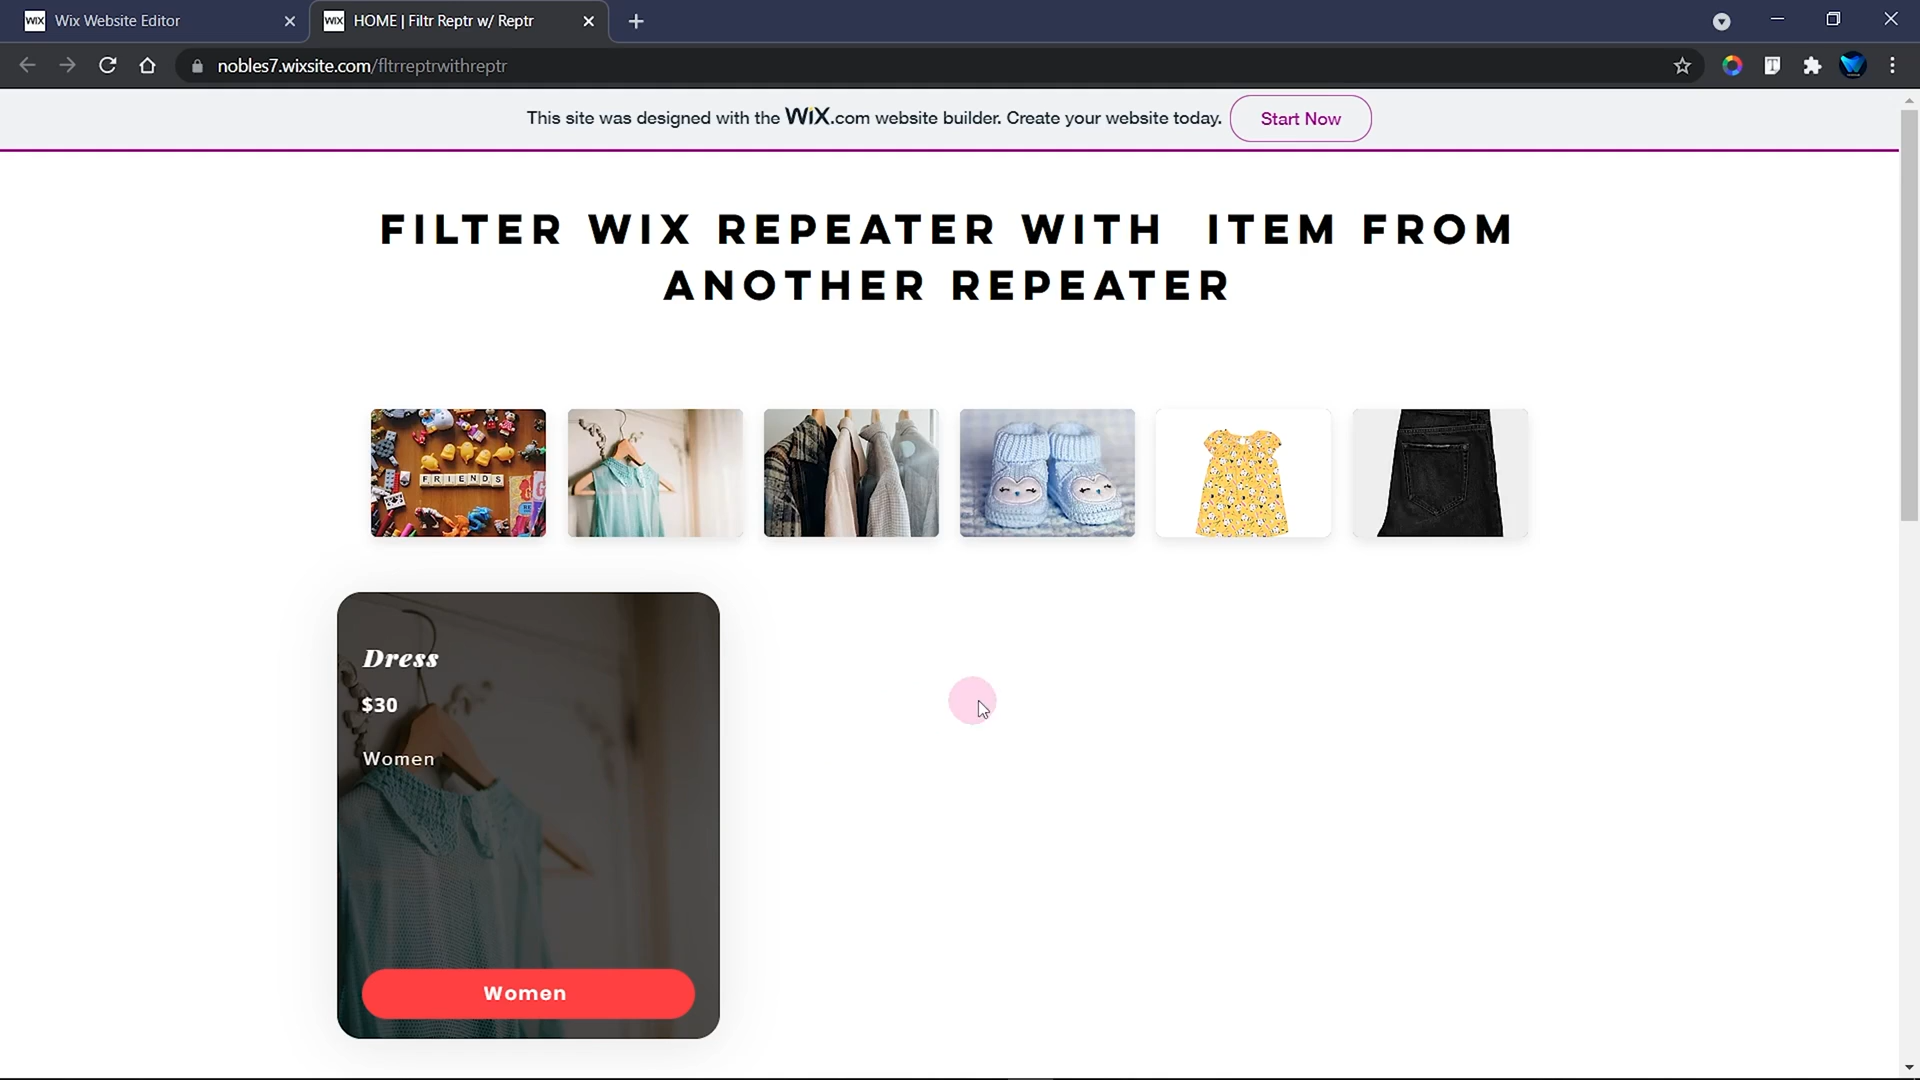 WIX Wix Website Editor
WIX HOME | Filtr Reptr w/ Reptr
nobles7.wixsite.com/fltrreptrwithreptr
This site was designed with the WiX.com website builder. Create your website today. Start Now
FILTER WIX REPEATER WITH ITEM FROM
ANOTHER REPEATER
FRIENDS
Dress
$30
Women
Women